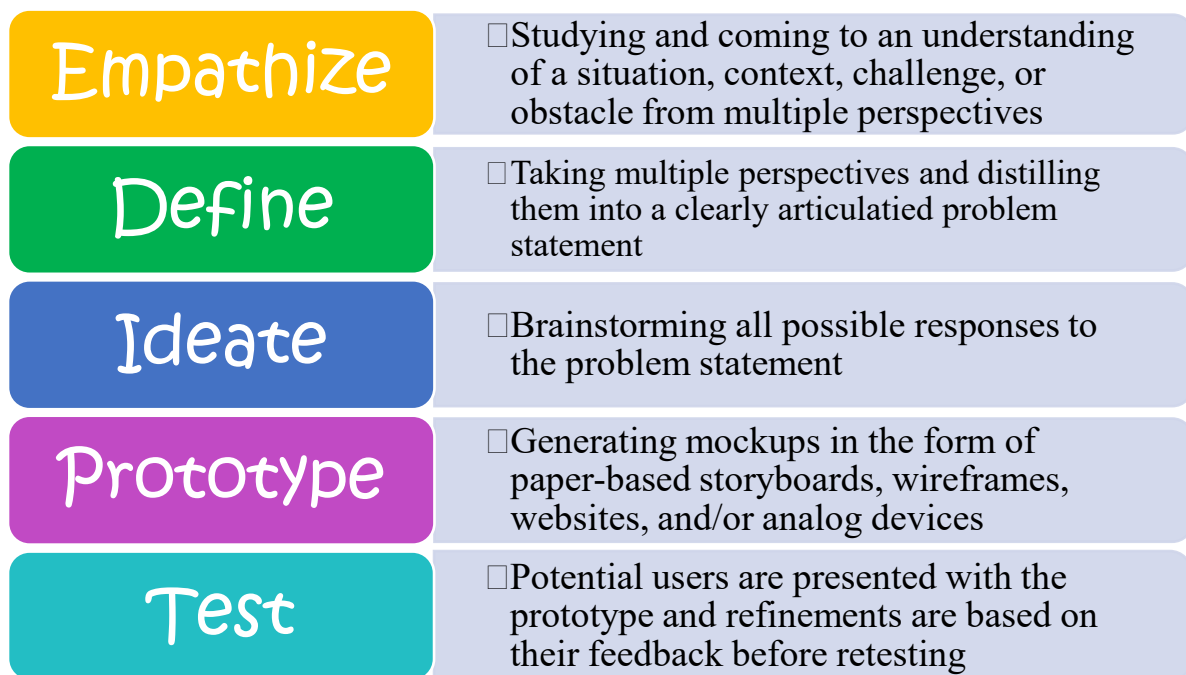 Empathize
□Studying and coming to an understanding
of a situation, context, challenge, or
obstacle from multiple perspectives
Define
□Taking multiple perspectives and distilling
them into a clearly articulatied problem
statement
Ideate
□Brainstorming all possible responses to
the problem statement
Prototype
□Generating mockups in the form of
paper-based storyboards, wireframes,
websites, and/or analog devices
Test
□Potential users are presented with the
prototype and refinements are based on
their feedback before retesting